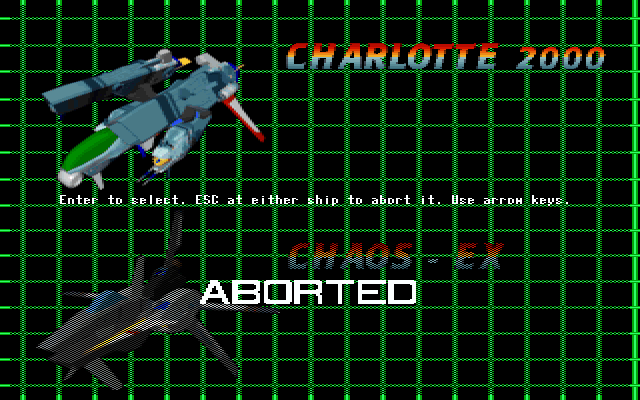 CHARLOTTE 2000
Enter to select. ESC at either ship to abort it. Use arrow keys.
CHAOS - EX
ABORTED